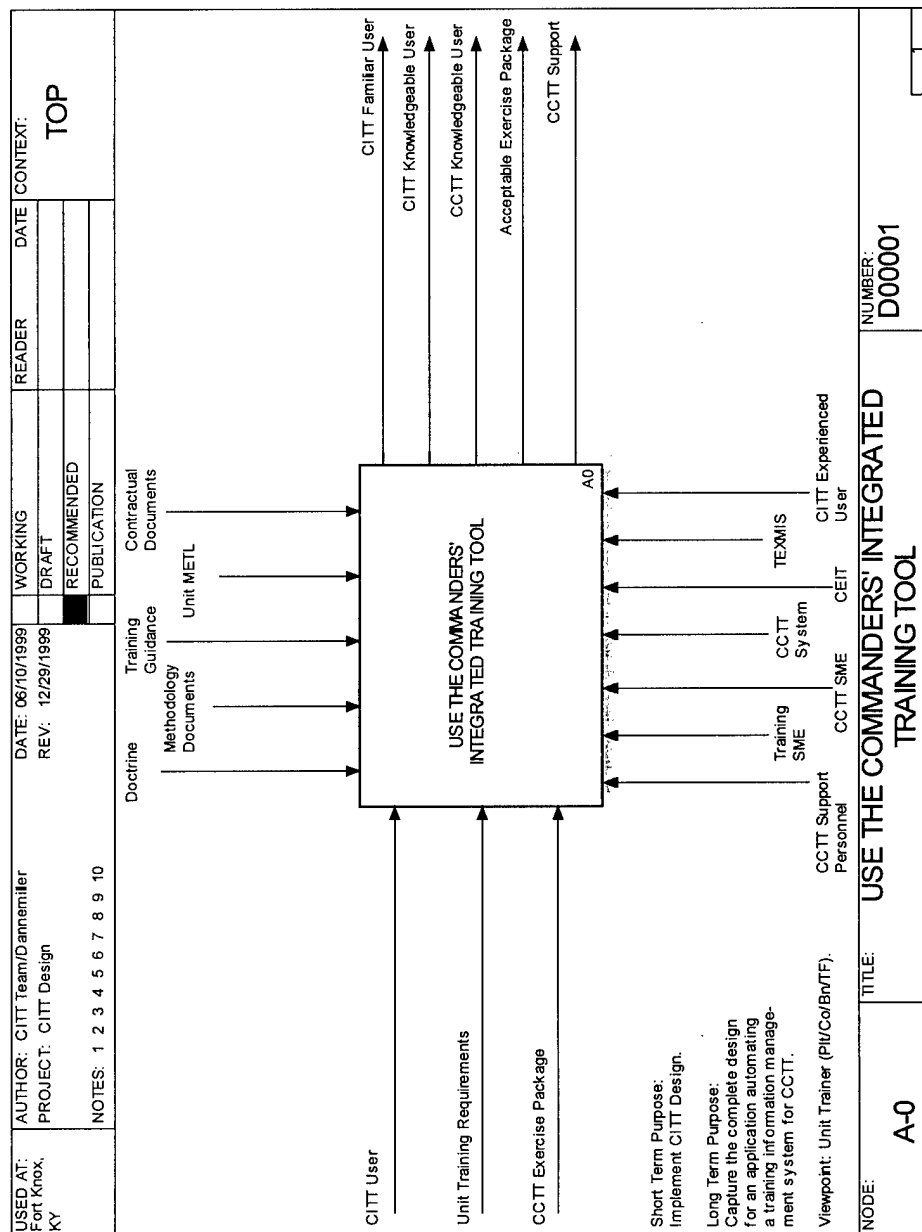 USED AT:
Fort Knox,
KY
AUTHOR: CITT Team/Dannemiller
PROJECT: CITT Design
NOTES: 1 2 3 4 5 6 7 8 9 10
DATE: 06/10/1999
REV: 12/29/1999
WORKING
DRAFT
RECOMMENDED
PUBLICATION
READER
DATE
CONTEXT:
TOP
Doctrine
Methodology
Documents
Training
Guidance
Unit METL
Contractual
Documents
CITT User
Unit Training Requirements
CCTT Exercise Package
USE THE COMMANDERS'
INTEGRATED TRAINING TOOL
A0
CITT Familiar User
CITT Knowledgeable User
CCTT Knowledgeable User
Acceptable Exercise Package
CCTT Support
CCTT Support
Personnel
Training
SME
CCTT SME
CCTT
System
CEIT
TEXMIS
CITT Experienced
User
Short Term Purpose:
Implement CITT Design.
Long Term Purpose:
Capture the complete design
for an application automating
a training information manage-
ment system for CCTT.
Viewpoint: Unit Trainer (Plt/Co/Bn/TF).
NODE:
A-0
TITLE:
USE THE COMMANDERS' INTEGRATED
TRAINING TOOL
NUMBER:
D00001